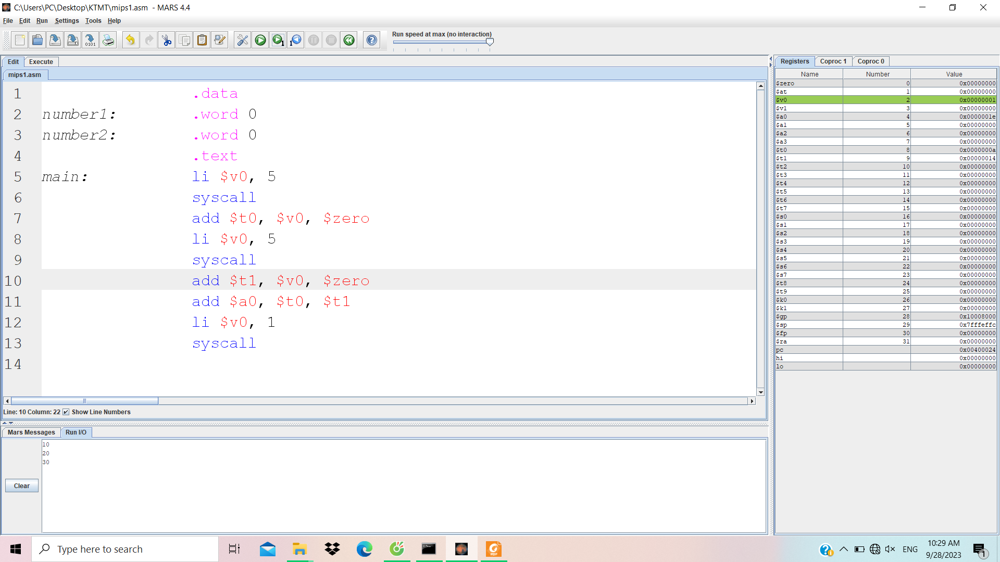 C:\Users\PC\Desktop\KTMT\mips1.asm - MARS 4.4
File Edit Run Settings Tools Help
Run speed at max (no interaction)
Edit Execute
mips1.asm
1 .data
2 number1: .word 0
3 number2: .word 0
4 .text
5 main: li $v0, 5
6 syscall
7 add $t0, $v0, $zero
8 li $v0, 5
9 syscall
10 add $t1, $v0, $zero
11 add $a0, $t0, $t1
12 li $v0, 1
13 syscall
14
Line: 10 Column: 22 Show Line Numbers
Mars Messages Run I/O
10
20
30
Clear
Registers Coproc 1 Coproc 0
Name Number Value
$zero 0 0x00000000
$at 1 0x00000000
$v0 2 0x00000001
$v1 3 0x00000000
$a0 4 0x0000001e
$a1 5 0x00000000
$a2 6 0x00000000
$a3 7 0x00000000
$t0 8 0x0000000a
$t1 9 0x00000014
$t2 10 0x00000000
$t3 11 0x00000000
$t4 12 0x00000000
$t5 13 0x00000000
$t6 14 0x00000000
$t7 15 0x00000000
$s0 16 0x00000000
$s1 17 0x00000000
$s2 18 0x00000000
$s3 19 0x00000000
$s4 20 0x00000000
$s5 21 0x00000000
$s6 22 0x00000000
$s7 23 0x00000000
$t8 24 0x00000000
$t9 25 0x00000000
$k0 26 0x00000000
$k1 27 0x00000000
$gp 28 0x10008000
$sp 29 0x7fffeffc
$fp 30 0x00000000
$ra 31 0x00000000
pc 0x00400024
hi 0x00000000
lo 0x00000000
Type here to search
ENG
10:29 AM
9/28/2023
1